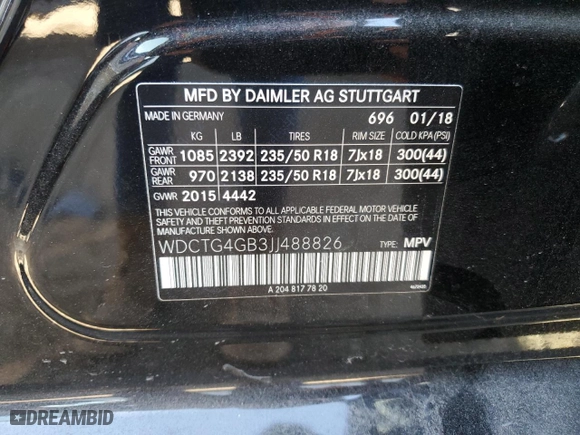 MFD BY DAIMLER AG STUTTGART
MADE IN GERMANY 696 01/18
KG LB TIRES RIM SIZE COLD KPA(PSI)
GAWR FRONT 1085 2392 235/50 R18 7Jx18 300(44)
GAWR REAR 970 2138 235/50 R18 7Jx18 300(44)
GVWR 2015 4442
THIS VEHICLE CONFORMS TO ALL APPLICABLE FEDERAL MOTOR VEHICLE
SAFETY AND THEFT PREVENTION STANDARDS IN EFFECT ON THE DATE OF
MANUFACTURE SHOWN ABOVE.
WDCTG4GB3JJ488826 TYPE: MPV
A 204 817 78 20
DREAMBID